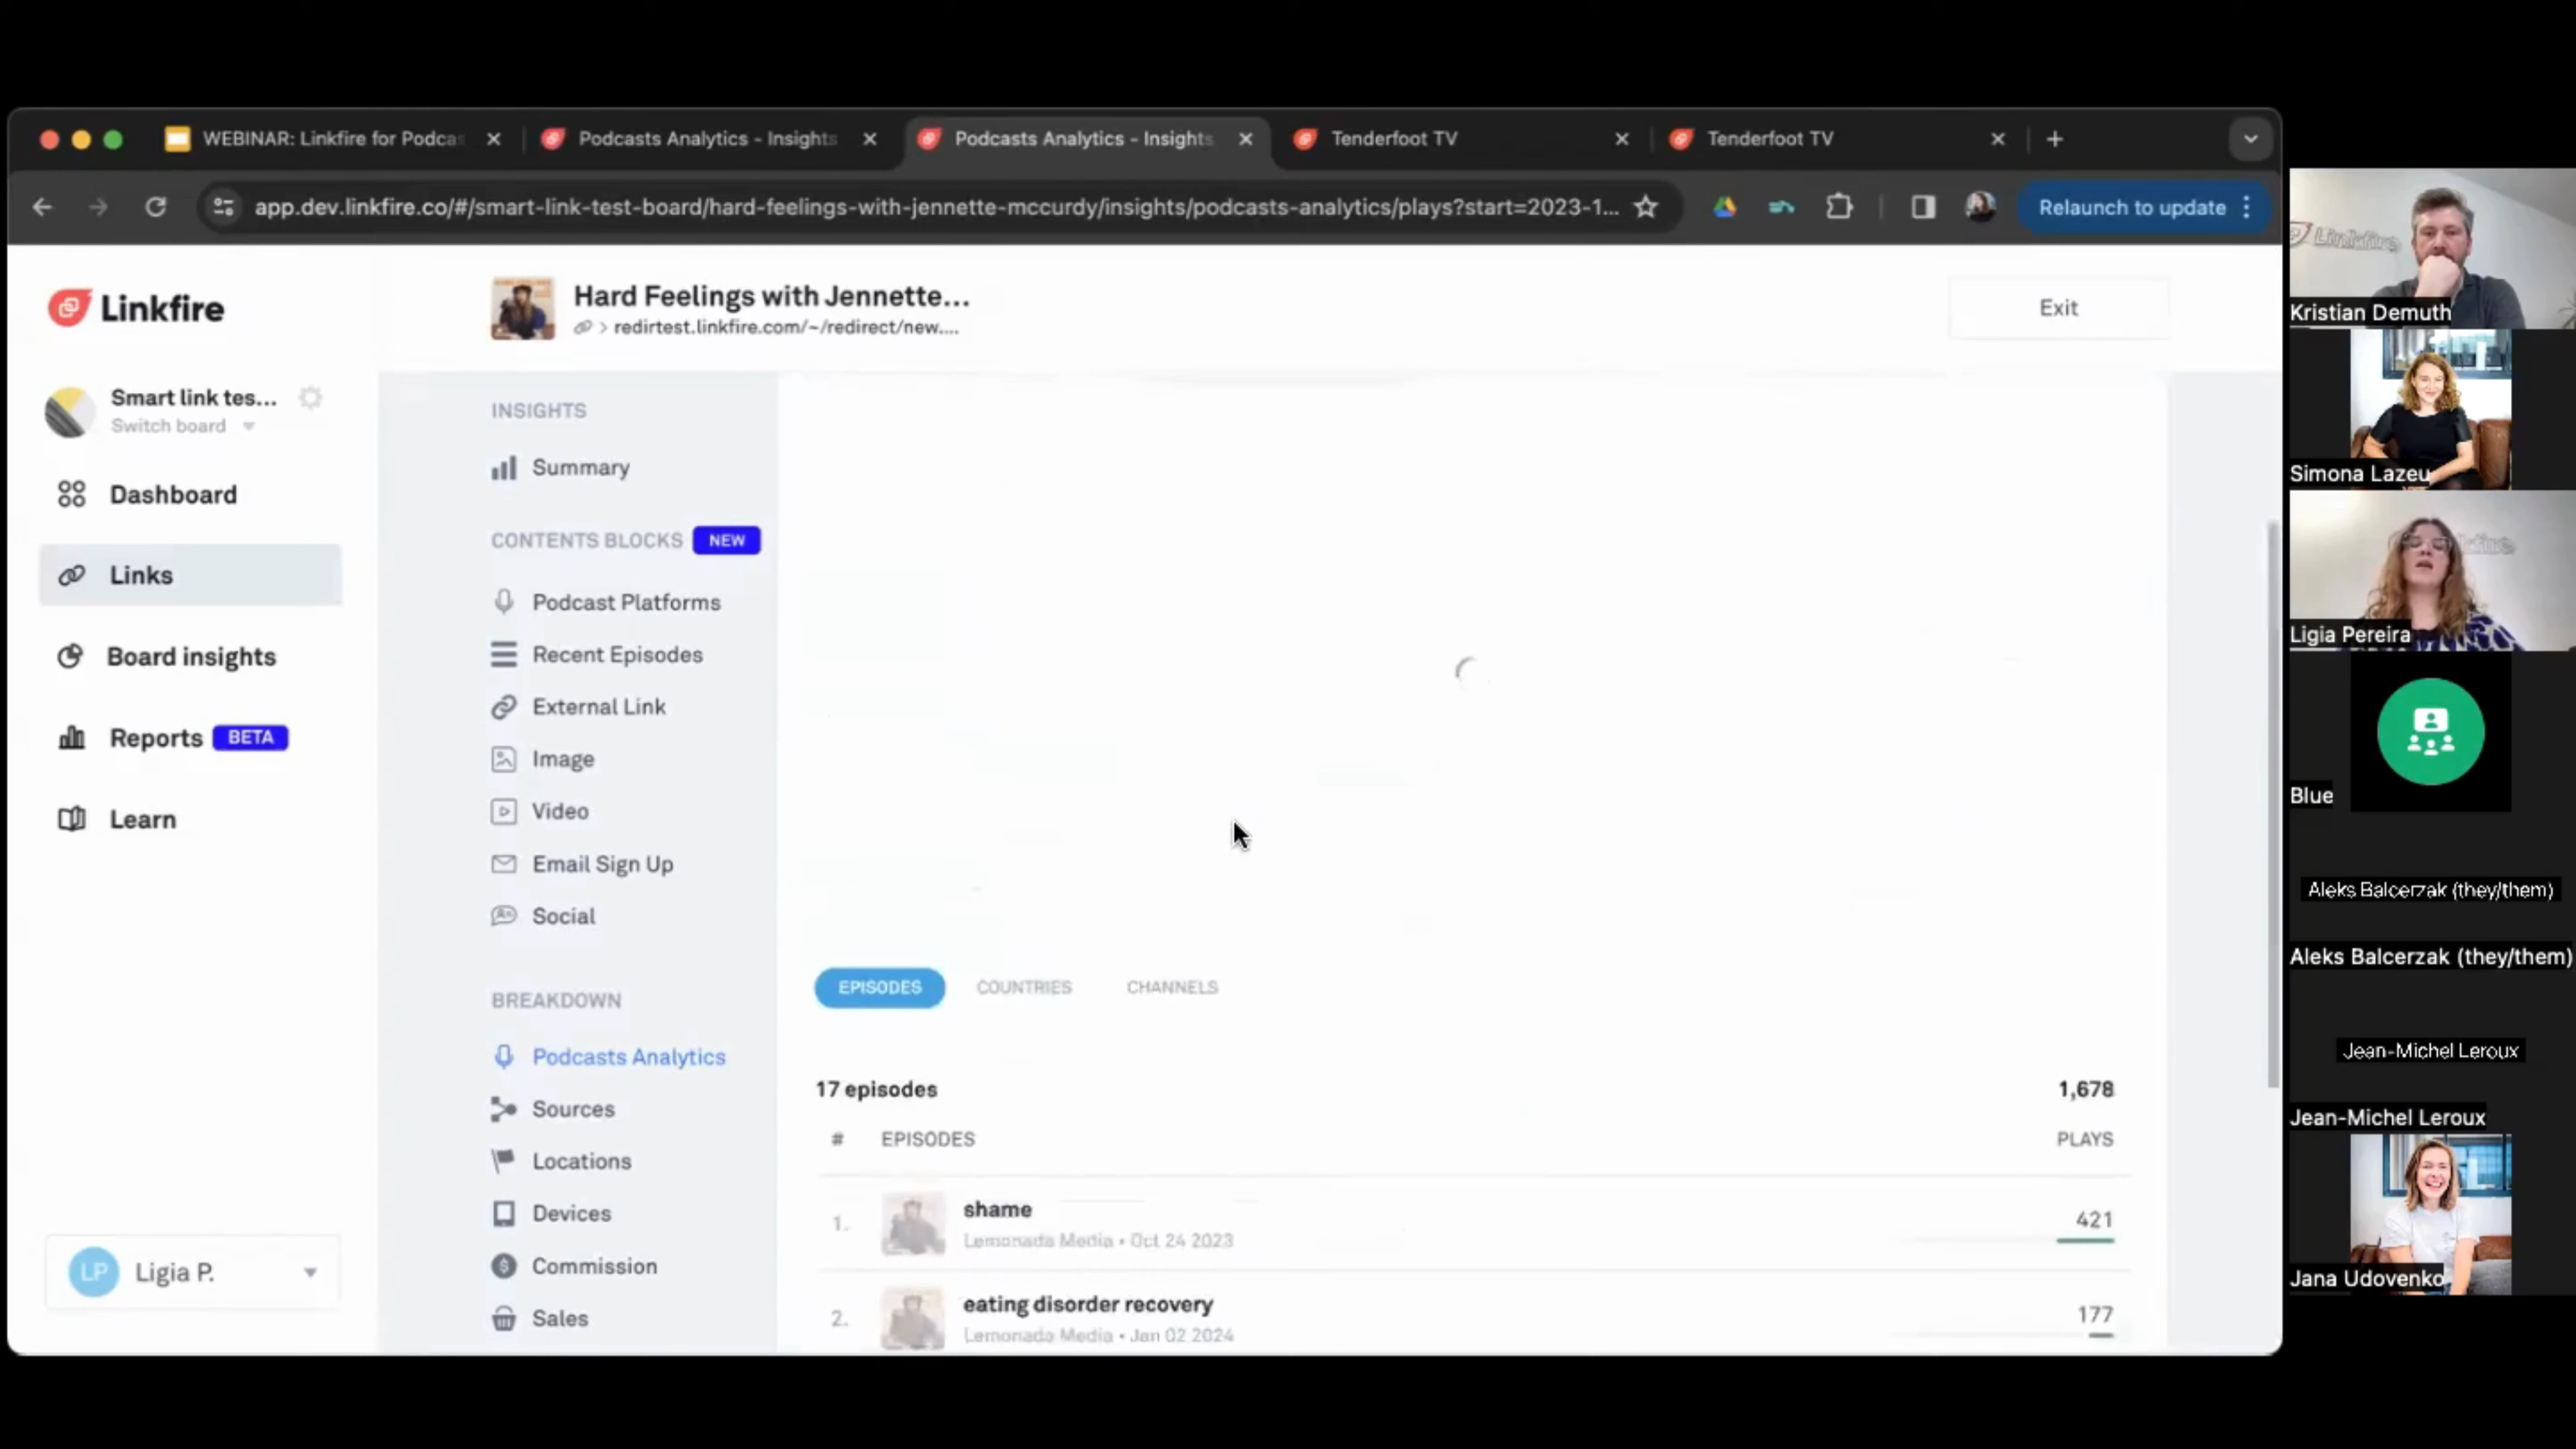 WEBINAR: Linkfire for Podcas
Podcasts Analytics - Insights
Podcasts Analytics - Insights
Tenderfoot TV
Tenderfoot TV
app.dev.linkfire.co/#/smart-link-test-board/hard-feelings-with-jennette-mccurdy/insights/podcasts-analytics/plays?start=2023-1...
Relaunch to update
Linkfire
Smart link tes...
Switch board
Dashboard
Links
Board insights
Reports BETA
Learn
LP Ligia P.
Hard Feelings with Jennette...
> redirtest.linkfire.com/~/redirect/new....
Exit
INSIGHTS
Summary
CONTENTS BLOCKS NEW
Podcast Platforms
Recent Episodes
External Link
Image
Video
Email Sign Up
Social
BREAKDOWN
Podcasts Analytics
Sources
Locations
Devices
Commission
Sales
EPISODES COUNTRIES CHANNELS
17 episodes 1,678
# EPISODES PLAYS
1. shame 421
Lemonada Media • Oct 24 2023
2. eating disorder recovery 177
Lemonada Media • Jan 02 2024
Linkfire
Kristian Demuth
Simona Lazeu
Ligia Pereira
Blue
Aleks Balcerzak (they/them)
Aleks Balcerzak (they/them)
Jean-Michel Leroux
Jean-Michel Leroux
Jana Udovenko